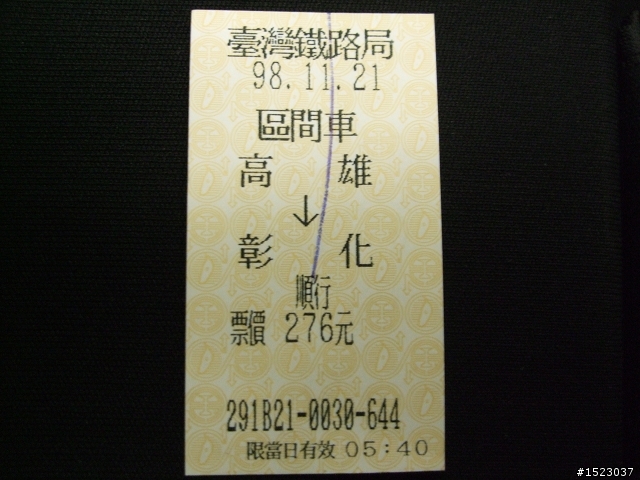 臺灣鐵路局
98.11.21
區間車
高 雄
↓
彰 化
順行
票價 276元
291B21-0030-644
限當日有效 05:40
#1523037